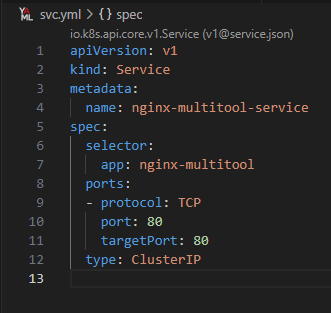 YAML svc.yml > {} spec
io.k8s.api.core.v1.Service (v1@service.json)
1 apiVersion: v1
2 kind: Service
3 metadata:
4   name: nginx-multitool-service
5 spec:
6   selector:
7     app: nginx-multitool
8   ports:
9   - protocol: TCP
10     port: 80
11     targetPort: 80
12   type: ClusterIP
13